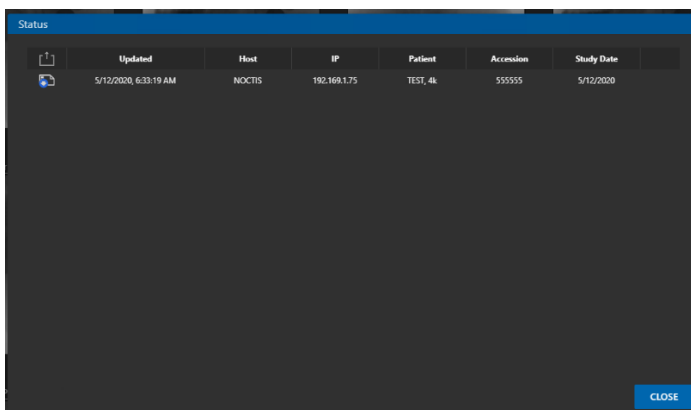 Status
Updated Host IP Patient Accession Study Date
5/12/2020, 6:33:19 AM NOCTIS 192.169.1.75 TEST, 4k 555555 5/12/2020
CLOSE